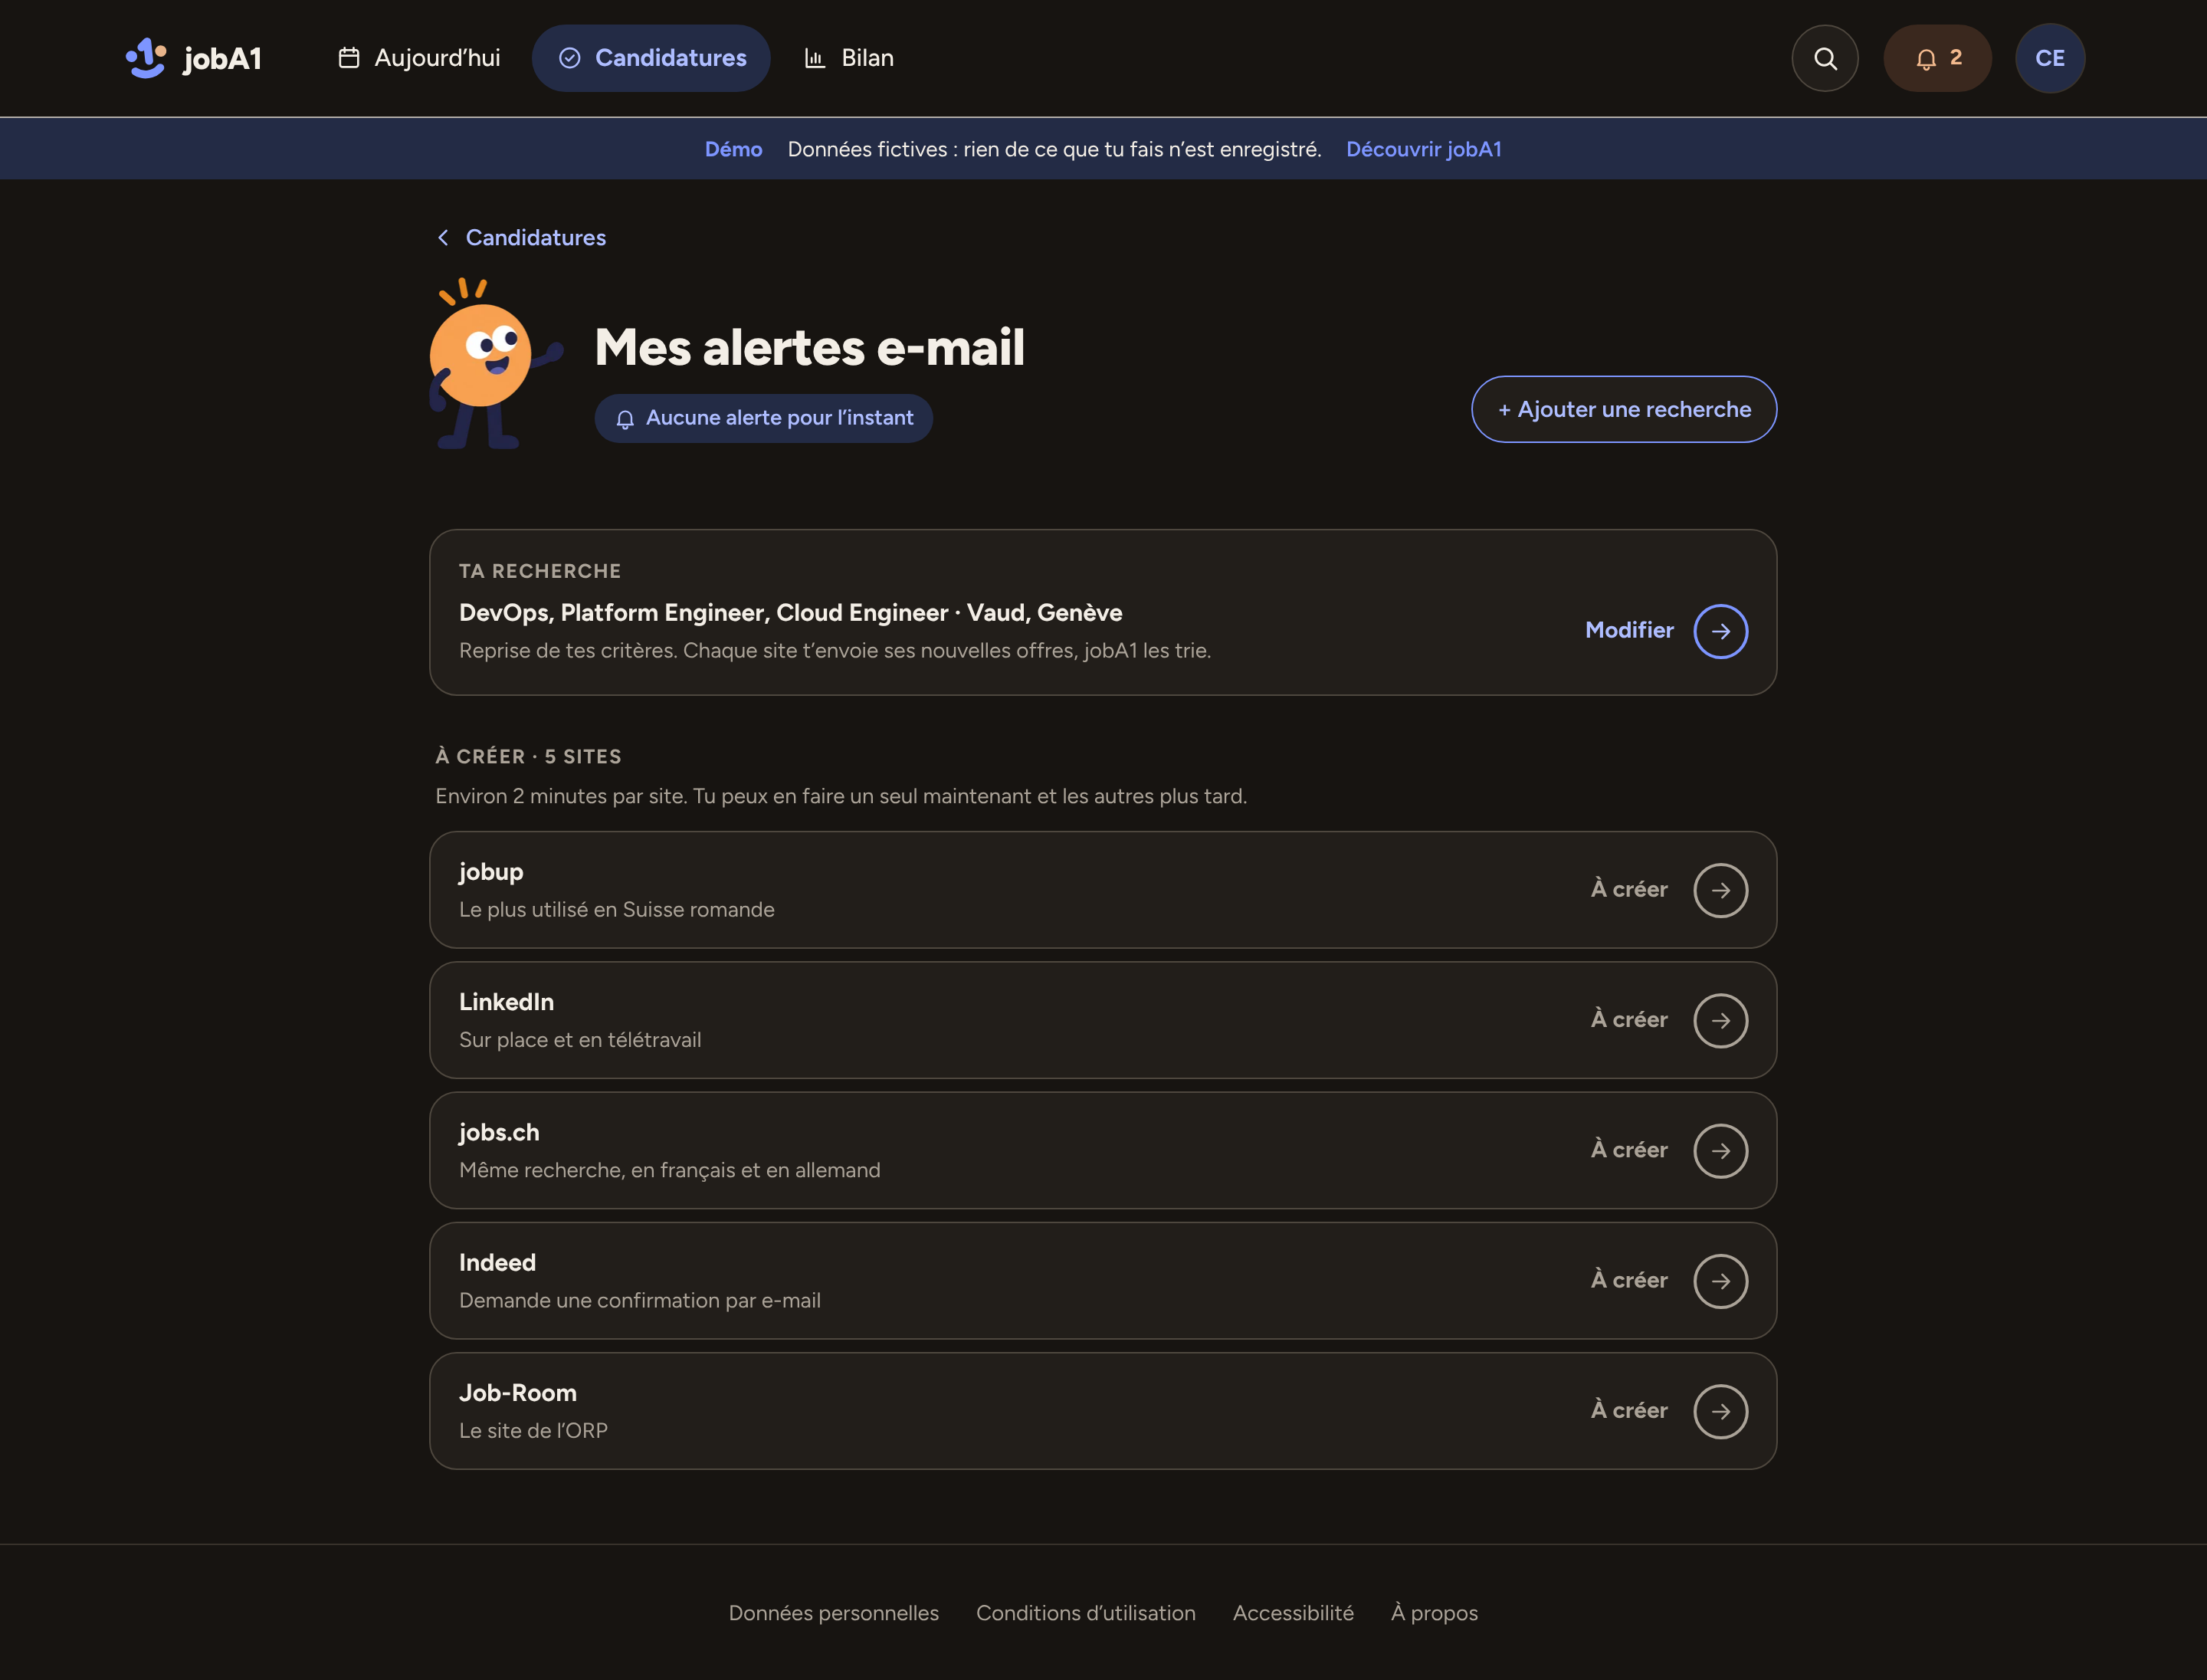 jobA1
Aujourd’hui
Candidatures
Bilan
2
CE
Démo Données fictives : rien de ce que tu fais n’est enregistré. Découvrir jobA1
Candidatures
Mes alertes e-mail
Aucune alerte pour l’instant
+ Ajouter une recherche
TA RECHERCHE
DevOps, Platform Engineer, Cloud Engineer · Vaud, Genève
Reprise de tes critères. Chaque site t’envoie ses nouvelles offres, jobA1 les trie.
Modifier
À CRÉER · 5 SITES
Environ 2 minutes par site. Tu peux en faire un seul maintenant et les autres plus tard.
jobup
Le plus utilisé en Suisse romande
À créer
LinkedIn
Sur place et en télétravail
À créer
jobs.ch
Même recherche, en français et en allemand
À créer
Indeed
Demande une confirmation par e-mail
À créer
Job-Room
Le site de l’ORP
À créer
Données personnelles Conditions d’utilisation Accessibilité À propos